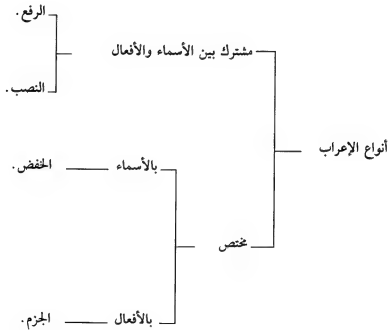 الرفع.
مشترك بين الأسماء والأفعال
النصب.
أنواع الإعراب
بالأسماء
الخفض.
مختص
بالأفعال
الجزم.